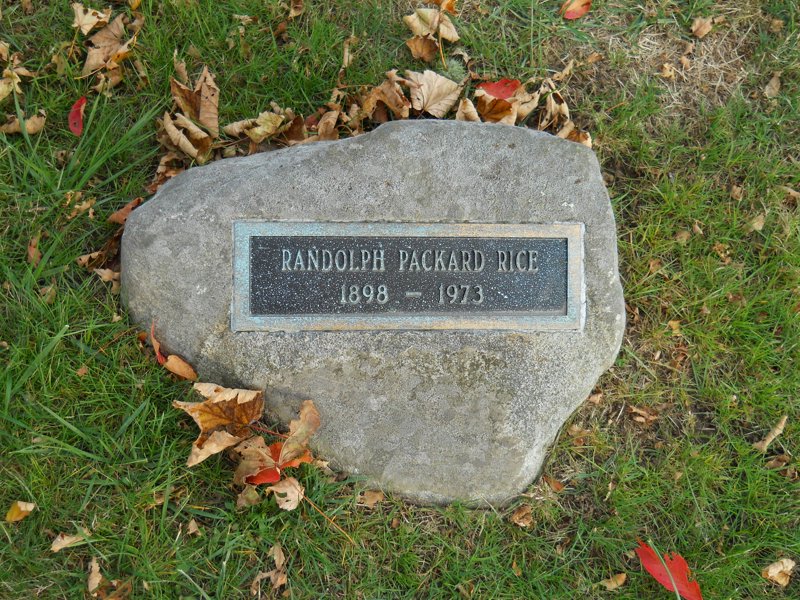 RANDOLPH PACKARD RICE
1898 – 1973